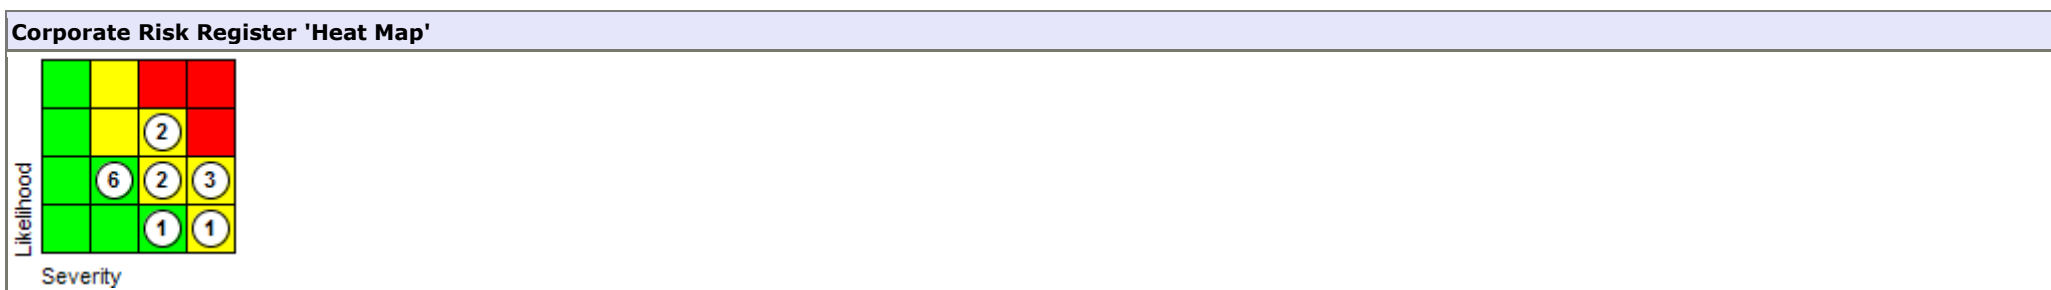 Corporate Risk Register 'Heat Map'
2
6 2 3
1 1
Likelihood
Severity